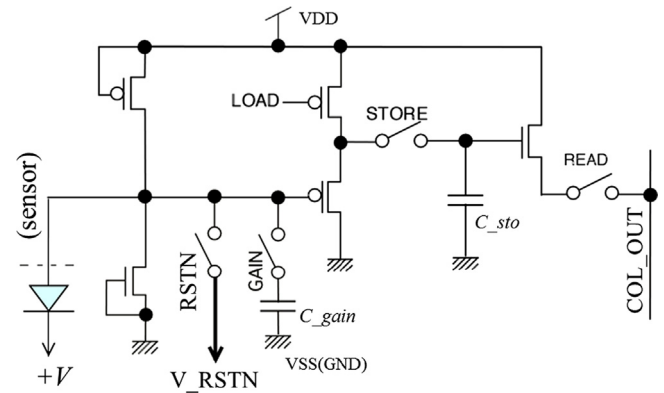 VDD
LOAD
STORE
READ
(sensor)
C_sto
RSTN
GAIN
COL_OUT
C_gain
+V
V_RSTN
VSS(GND)